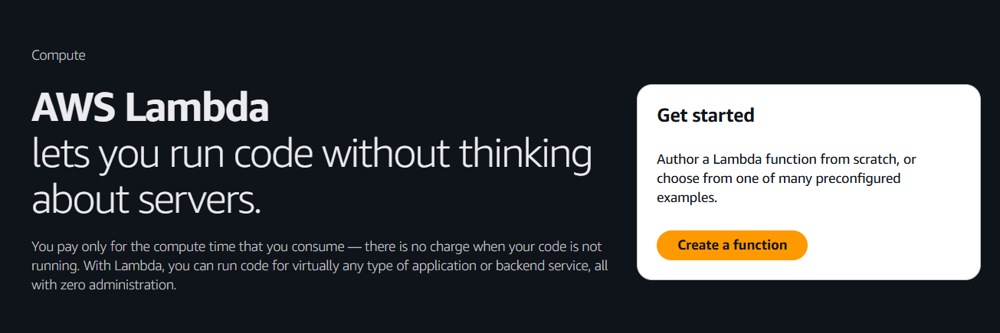 Compute
AWS Lambda
lets you run code without thinking
about servers.
You pay only for the compute time that you consume — there is no charge when your code is not
running. With Lambda, you can run code for virtually any type of application or backend service, all
with zero administration.
Get started
Author a Lambda function from scratch, or
choose from one of many preconfigured
examples.
Create a function